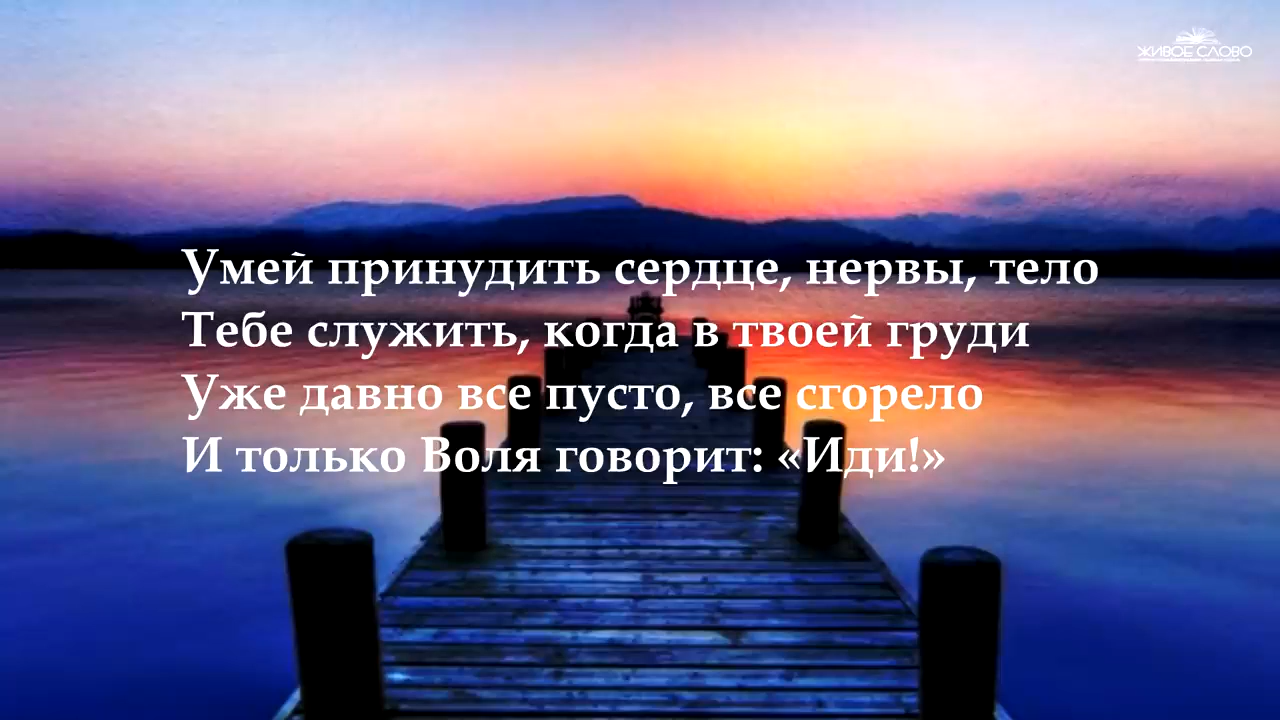 ЖИВОЕ СЛОВО
Умей принудить сердце, нервы, тело
Тебе служить, когда в твоей груди
Уже давно все пусто, все сгорело
И только Воля говорит: «Иди!»